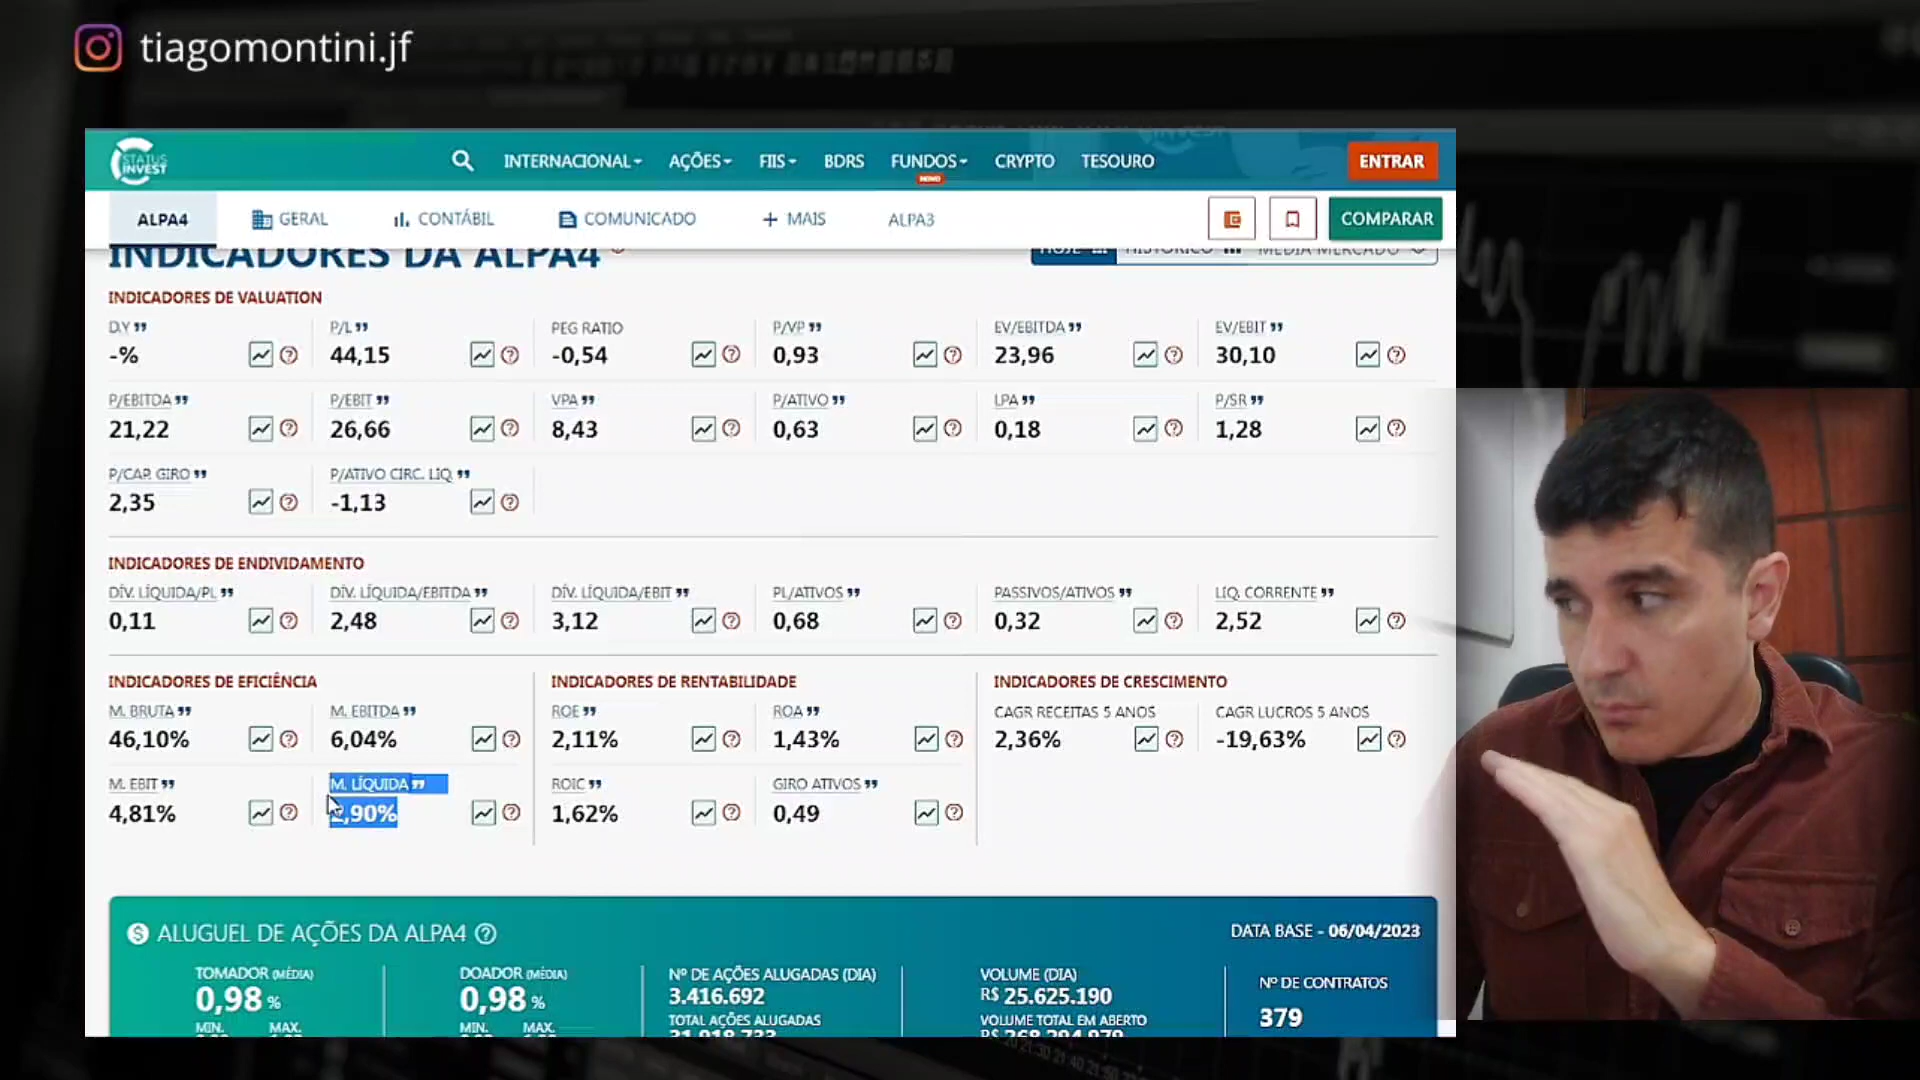 tiagomontini.jf
STATUS INVEST
INTERNACIONAL AÇÕES FIIS BDRS FUNDOS CRYPTO TESOURO ENTRAR
NOVO
ALPA4 GERAL CONTÁBIL COMUNICADO + MAIS ALPA3 COMPARAR
INDICADORES DA ALPA4 HOJE HISTÓRICO MÉDIA MERCADO
INDICADORES DE VALUATION
D.Y P/L PEG RATIO P/VP EV/EBITDA EV/EBIT
-% 44,15 -0,54 0,93 23,96 30,10
P/EBITDA P/EBIT VPA P/ATIVO LPA P/SR
21,22 26,66 8,43 0,63 0,18 1,28
P/CAP. GIRO P/ATIVO CIRC. LIQ.
2,35 -1,13
INDICADORES DE ENDIVIDAMENTO
DÍV. LÍQUIDA/PL DÍV. LÍQUIDA/EBITDA DÍV. LÍQUIDA/EBIT PL/ATIVOS PASSIVOS/ATIVOS LIQ. CORRENTE
0,11 2,48 3,12 0,68 0,32 2,52
INDICADORES DE EFICIÊNCIA INDICADORES DE RENTABILIDADE INDICADORES DE CRESCIMENTO
M. BRUTA M. EBITDA ROE ROA CAGR RECEITAS 5 ANOS CAGR LUCROS 5 ANOS
46,10% 6,04% 2,11% 1,43% 2,36% -19,63%
M. EBIT M. LÍQUIDA ROIC GIRO ATIVOS
4,81% 2,90% 1,62% 0,49
ALUGUEL DE AÇÕES DA ALPA4 DATA BASE - 06/04/2023
TOMADOR (MÉDIA) DOADOR (MÉDIA) Nº DE AÇÕES ALUGADAS (DIA) VOLUME (DIA) Nº DE CONTRATOS
0,98 % 0,98 % 3.416.692 R$ 25.625.190 379
MIN. MAX. MIN. MAX. TOTAL AÇÕES ALUGADAS VOLUME TOTAL EM ABERTO